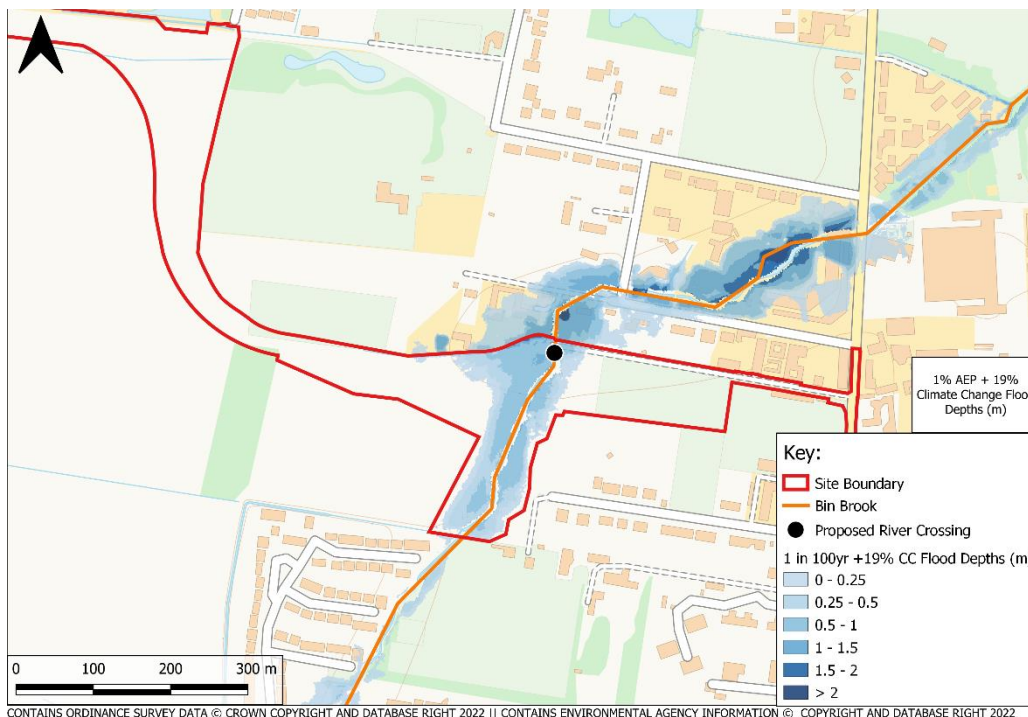 1% AEP + 19%
Climate Change Floo
Depths (m)
Key:
Site Boundary
Bin Brook
Proposed River Crossing
1 in 100yr +19% CC Flood Depths (m
0 - 0.25
0.25 - 0.5
0.5 - 1
1 - 1.5
1.5 - 2
> 2
0 100 200 300 m
CONTAINS ORDINANCE SURVEY DATA © CROWN COPYRIGHT AND DATABASE RIGHT 2022 || CONTAINS ENVIRONMENTAL AGENCY INFORMATION © COPYRIGHT AND DATABASE RIGHT 2022